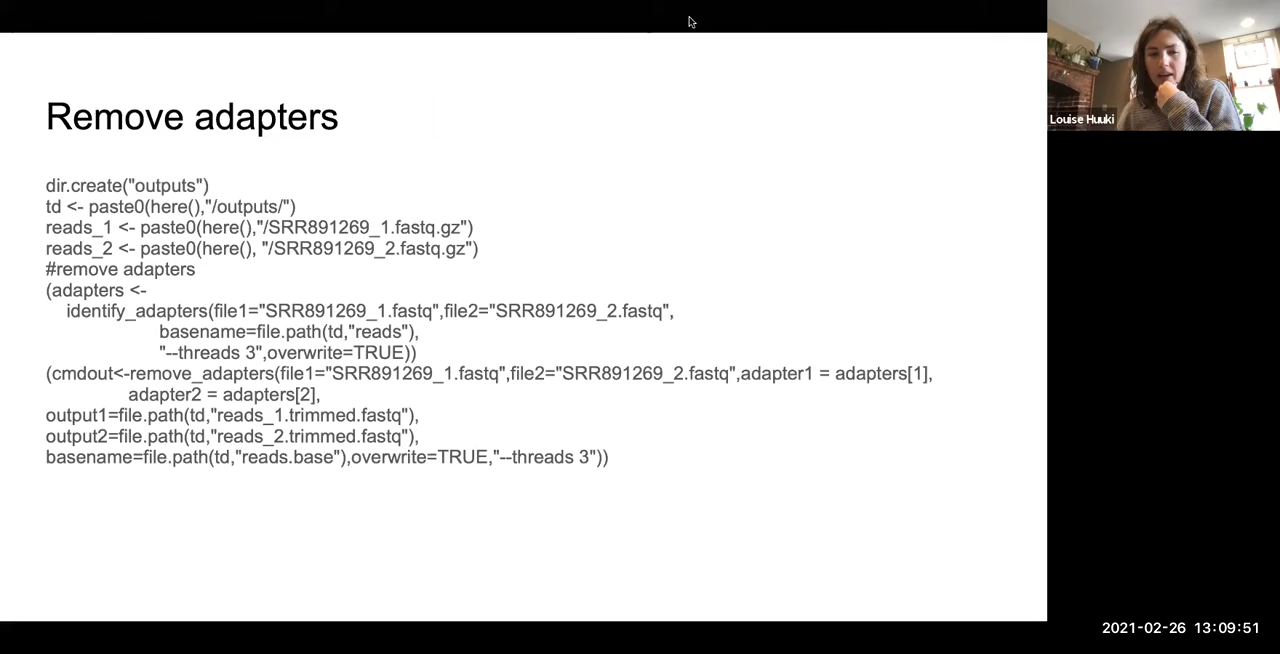 Remove adapters
dir.create("outputs")
td <- paste0(here(),"/outputs/")
reads_1 <- paste0(here(),"/SRR891269_1.fastq.gz")
reads_2 <- paste0(here(), "/SRR891269_2.fastq.gz")
#remove adapters
(adapters <-
identify_adapters(file1="SRR891269_1.fastq",file2="SRR891269_2.fastq",
basename=file.path(td,"reads"),
"--threads 3",overwrite=TRUE))
(cmdout<-remove_adapters(file1="SRR891269_1.fastq",file2="SRR891269_2.fastq",adapter1 = adapters[1],
adapter2 = adapters[2],
output1=file.path(td,"reads_1.trimmed.fastq"),
output2=file.path(td,"reads_2.trimmed.fastq"),
basename=file.path(td,"reads.base"),overwrite=TRUE,"--threads 3"))
Louise Huuki
2021-02-26 13:09:51